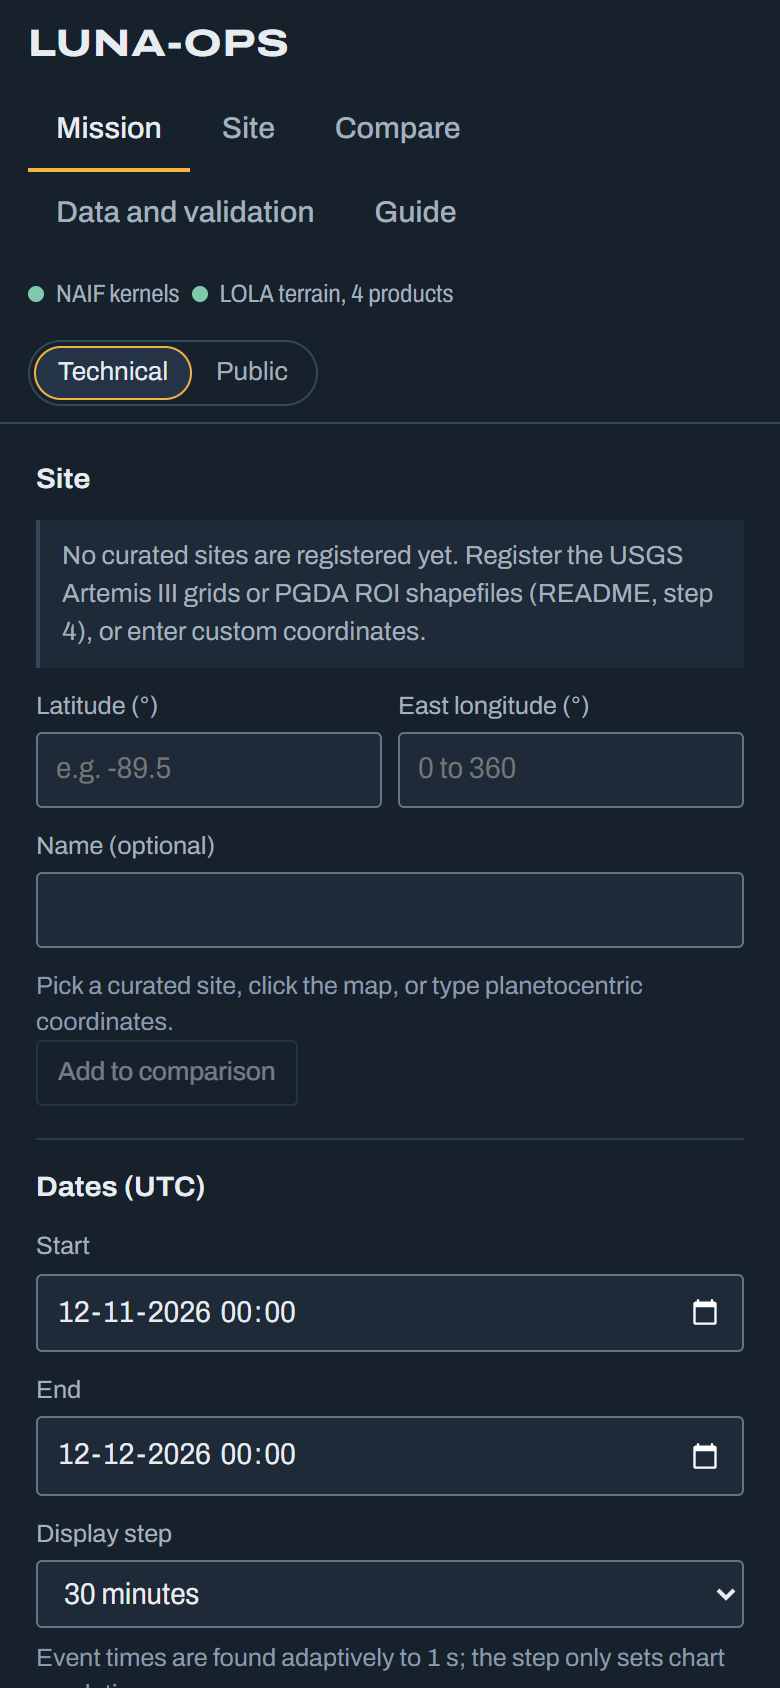 LUNA-OPS
Mission Site Compare
Data and validation Guide
NAIF kernels LOLA terrain, 4 products
Technical Public
Site
No curated sites are registered yet. Register the USGS
Artemis III grids or PGDA ROI shapefiles (README, step
4), or enter custom coordinates.
Latitude (°) East longitude (°)
e.g. -89.5 0 to 360
Name (optional)
Pick a curated site, click the map, or type planetocentric
coordinates.
Add to comparison
Dates (UTC)
Start
12-11-2026 00:00
End
12-12-2026 00:00
Display step
30 minutes
Event times are found adaptively to 1 s; the step only sets chart